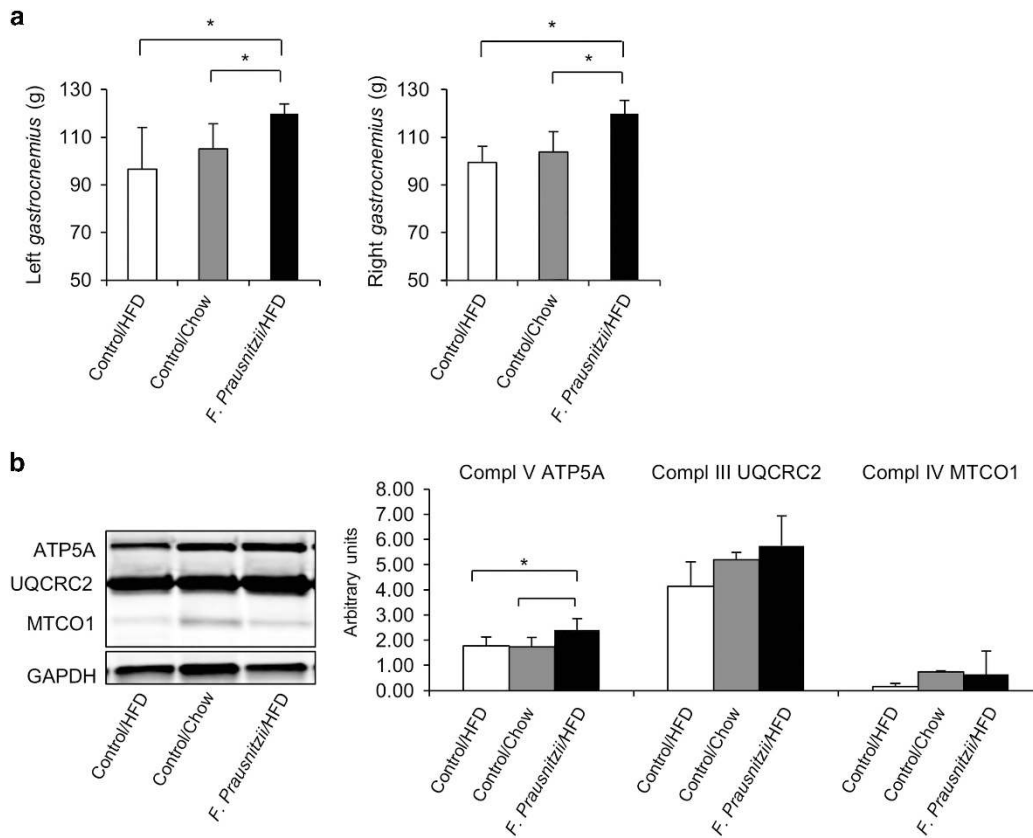 a
*
*
Left gastrocnemius (g)
130
110
90
70
50
Control/HFD
Control/Chow
F. Prausnitzii/HFD
*
*
Right gastrocnemius (g)
130
110
90
70
50
Control/HFD
Control/Chow
F. Prausnitzii/HFD
b
ATP5A
UQCRC2
MTCO1
GAPDH
Control/HFD
Control/Chow
F. Prausnitzii/HFD
Compl V ATP5A
Compl III UQCRC2
Compl IV MTCO1
Arbitrary units
8.00
7.00
6.00
5.00
4.00
3.00
2.00
1.00
0.00
*
Control/HFD
Control/Chow
F. Prausnitzii/HFD
Control/HFD
Control/Chow
F. Prausnitzii/HFD
Control/HFD
Control/Chow
F. Prausnitzii/HFD